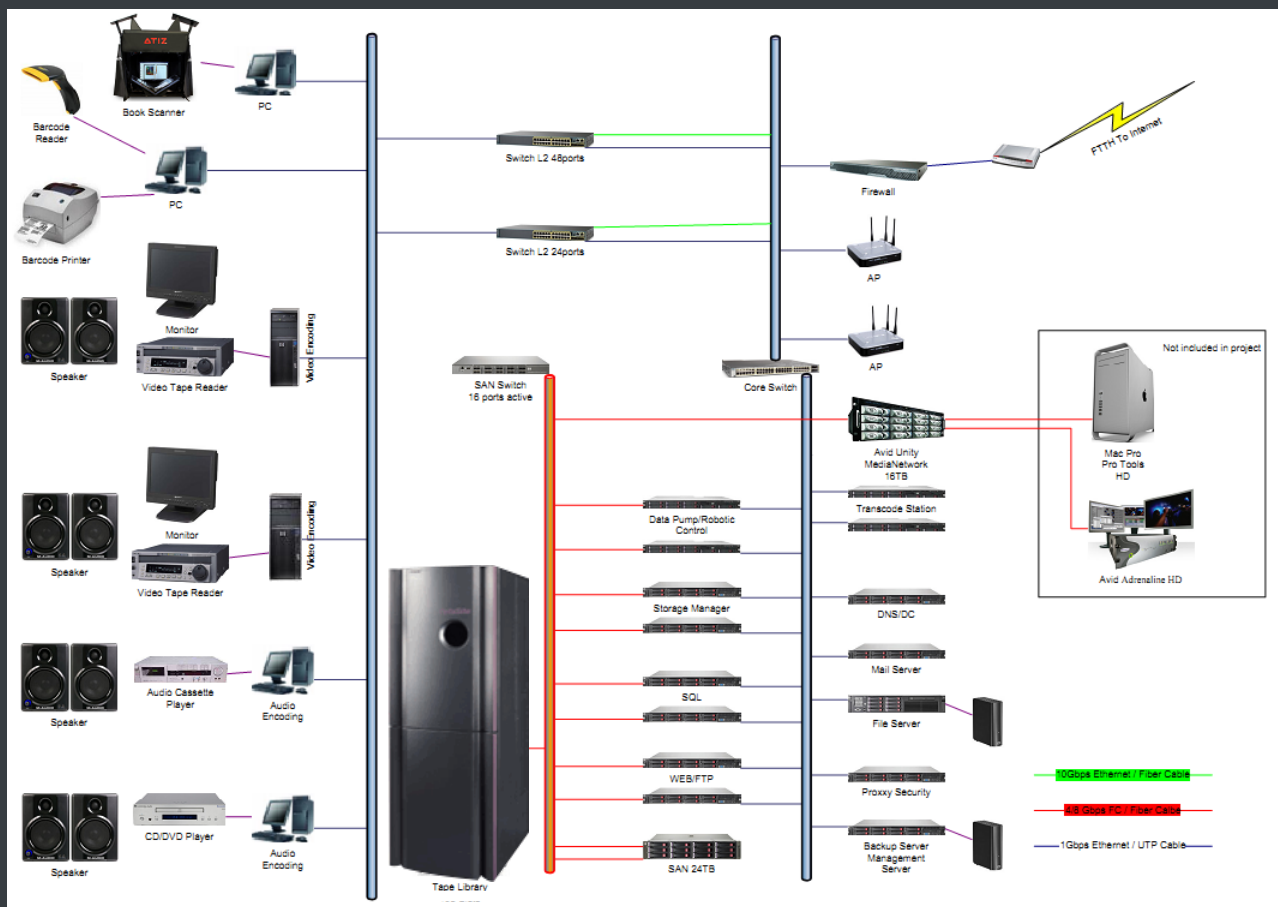 ATIZ
Book Scanner
PC
Barcode
Reader
PC
Barcode Printer
Monitor
Speaker
Video Tape Reader
Video Encoding
Monitor
Speaker
Video Tape Reader
Video Encoding
Speaker
Audio Cassette
Player
Audio
Encoding
Speaker
CD/DVD Player
Audio
Encoding
Switch L2 48ports
Switch L2 24ports
Firewall
FTTH To Internet
AP
AP
SAN Switch
16 ports active
Core Switch
Not included in project
Mac Pro
Pro Tools
HD
Avid Adrenaline HD
Avid Unity
MediaNetwork
16TB
Transcode Station
Data Pump/Robotic
Control
Storage Manager
SQL
WEB/FTP
SAN 24TB
Tape Library
DNS/DC
Mail Server
File Server
Proxxy Security
Backup Server
Management
Server
10Gbps Ethernet / Fiber Cable
Gbps FC / Fiber Calbe
1Gbps Ethernet / UTP Cable